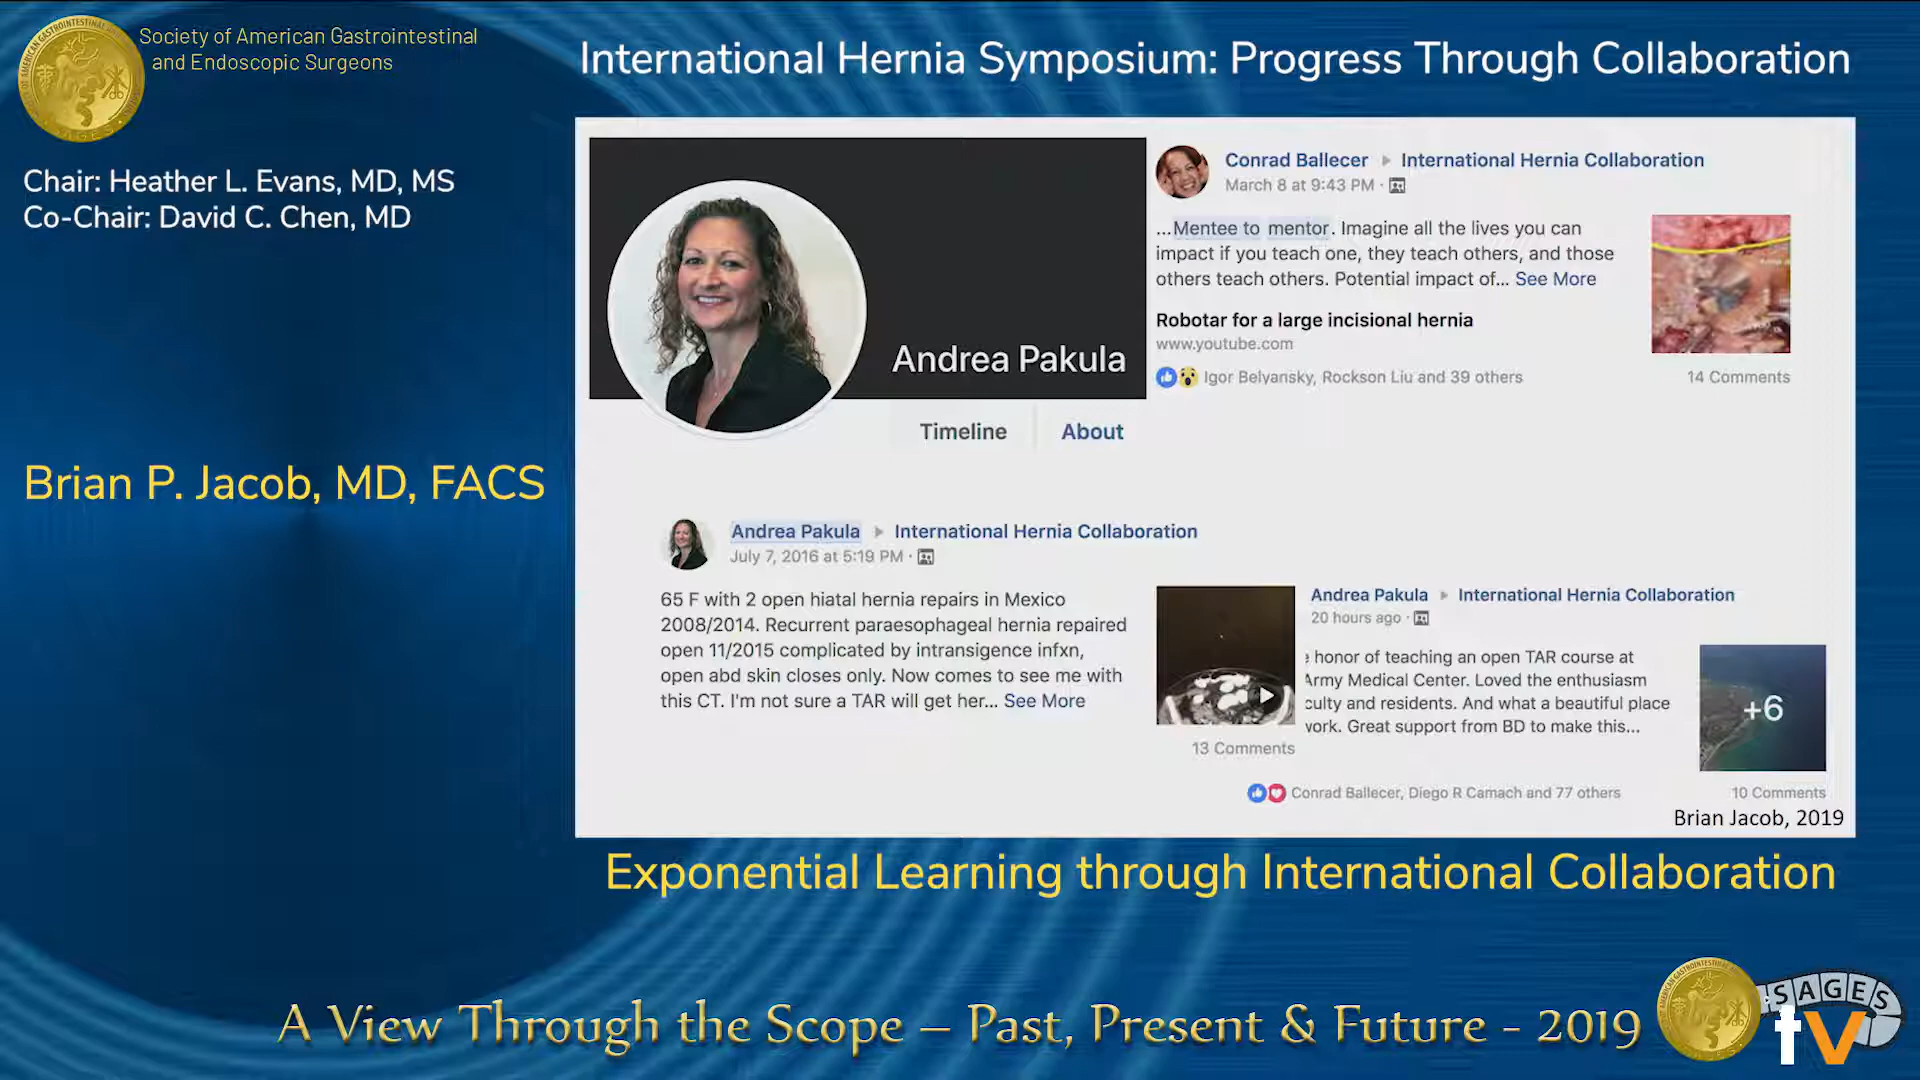 Society of American Gastrointestinal
and Endoscopic Surgeons
International Hernia Symposium: Progress Through Collaboration
Chair: Heather L. Evans, MD, MS
Co-Chair: David C. Chen, MD
Brian P. Jacob, MD, FACS
Andrea Pakula
Timeline
About
Conrad Ballecer International Hernia Collaboration
March 8 at 9:43 PM ·
...Mentee to mentor. Imagine all the lives you can
impact if you teach one, they teach others, and those
others teach others. Potential impact of... See More
Robotar for a large incisional hernia
www.youtube.com
Igor Belyansky, Rockson Liu and 39 others
14 Comments
Andrea Pakula International Hernia Collaboration
July 7, 2016 at 5:19 PM ·
65 F with 2 open hiatal hernia repairs in Mexico
2008/2014. Recurrent paraesophageal hernia repaired
open 11/2015 complicated by intransigence infxn,
open abd skin closes only. Now comes to see me with
this CT. I'm not sure a TAR will get her... See More
13 Comments
Andrea Pakula International Hernia Collaboration
20 hours ago ·
honor of teaching an open TAR course at
Army Medical Center. Loved the enthusiasm
culty and residents. And what a beautiful place
work. Great support from BD to make this...
+6
Conrad Ballecer, Diego R Camach and 77 others
10 Comments
Brian Jacob, 2019
Exponential Learning through International Collaboration
A View Through the Scope – Past, Present & Future - 2019
SAGES
tv